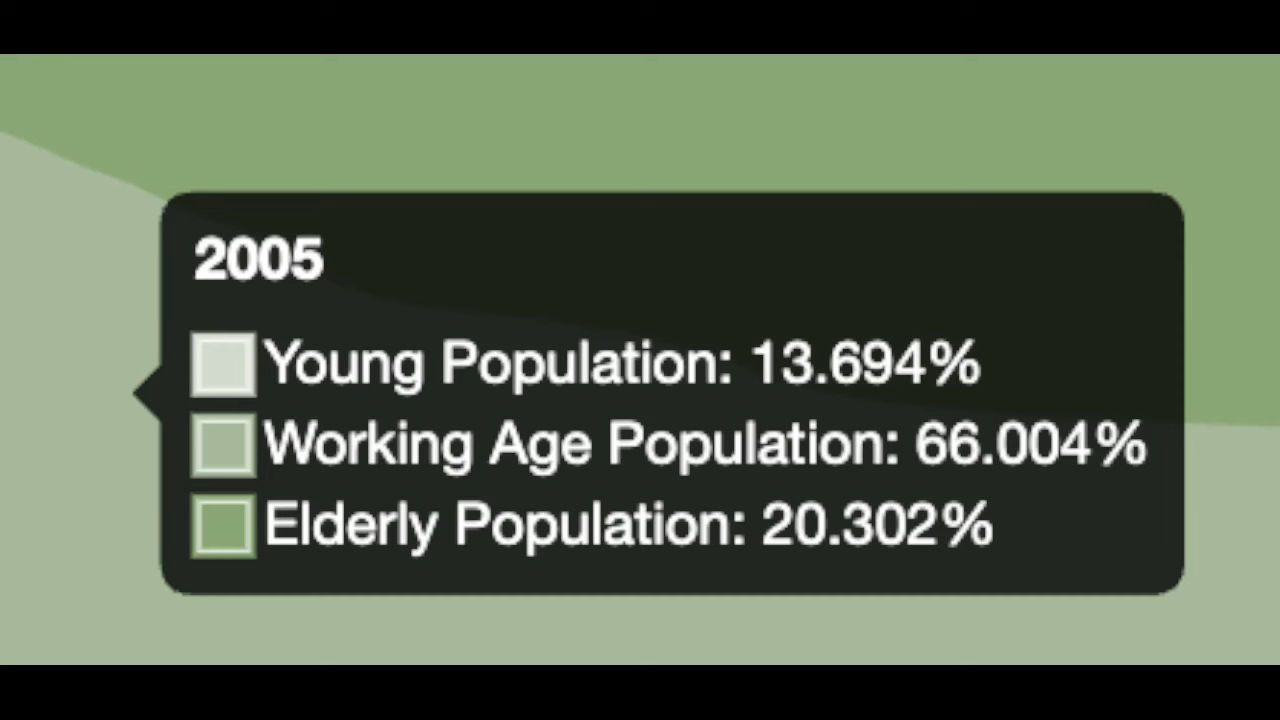 2005
Young Population: 13.694%
Working Age Population: 66.004%
Elderly Population: 20.302%